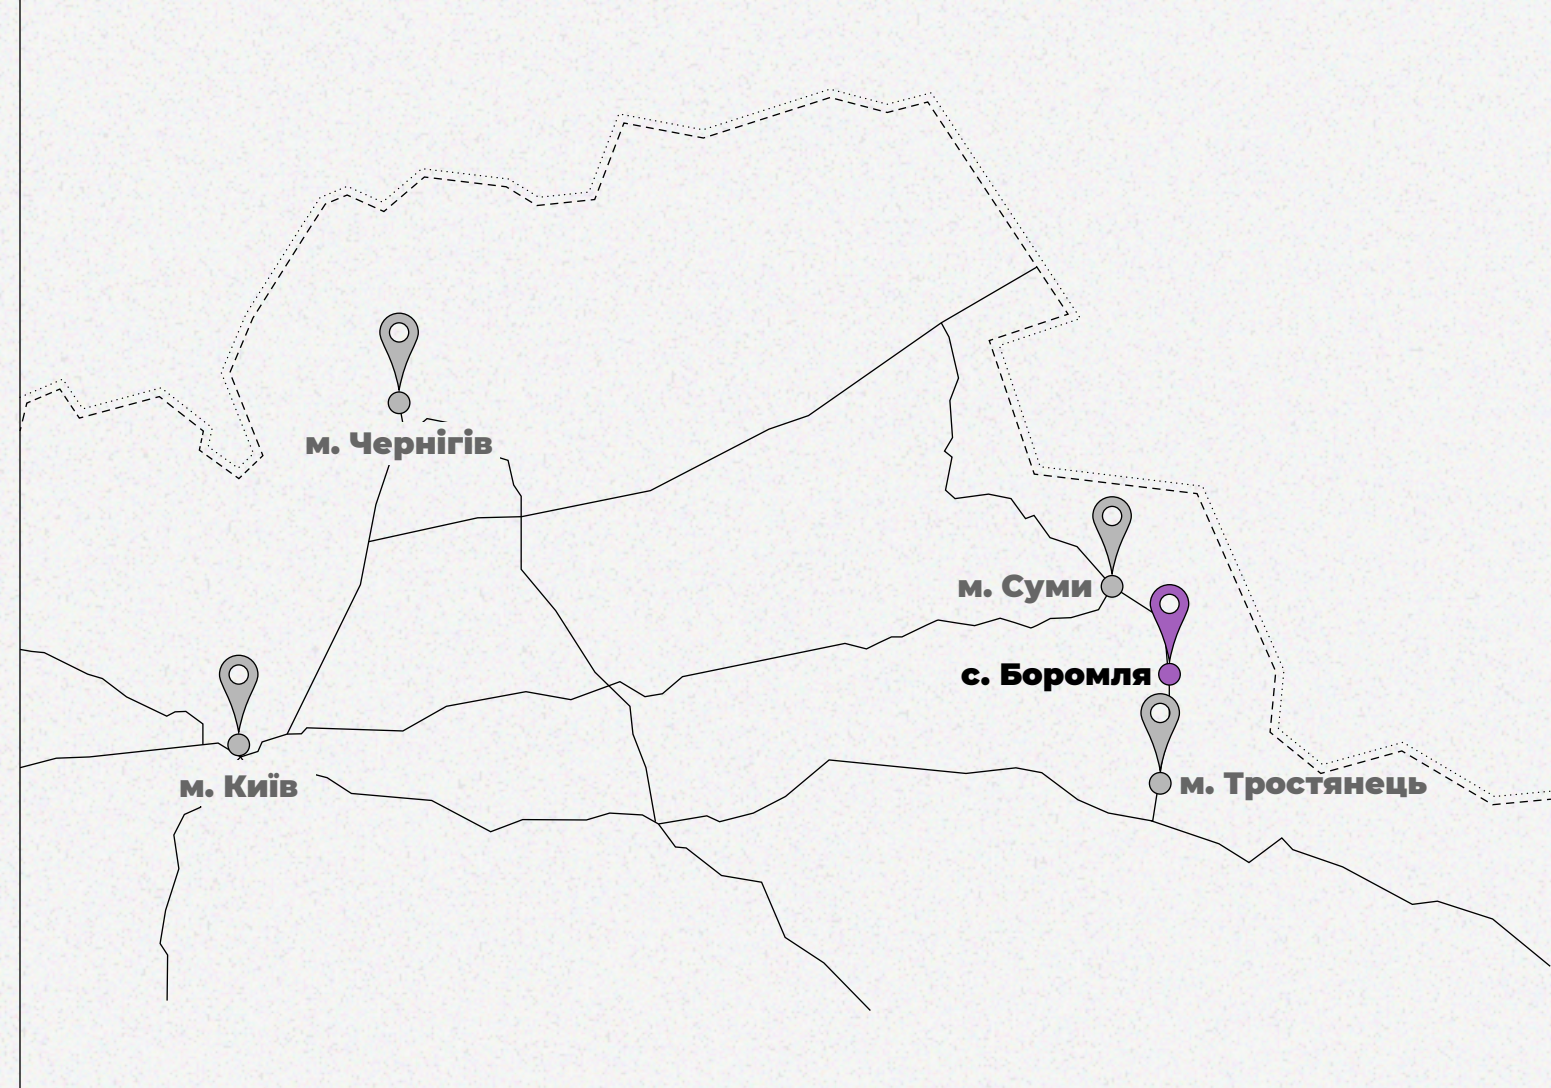 м. Чернігів
м. Суми
с. Боромля
м. Київ
м. Тростянець